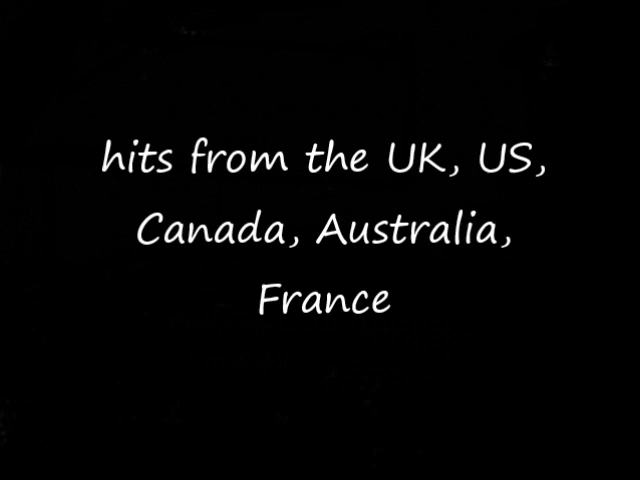 hits from the UK, US,
Canada, Australia,
France